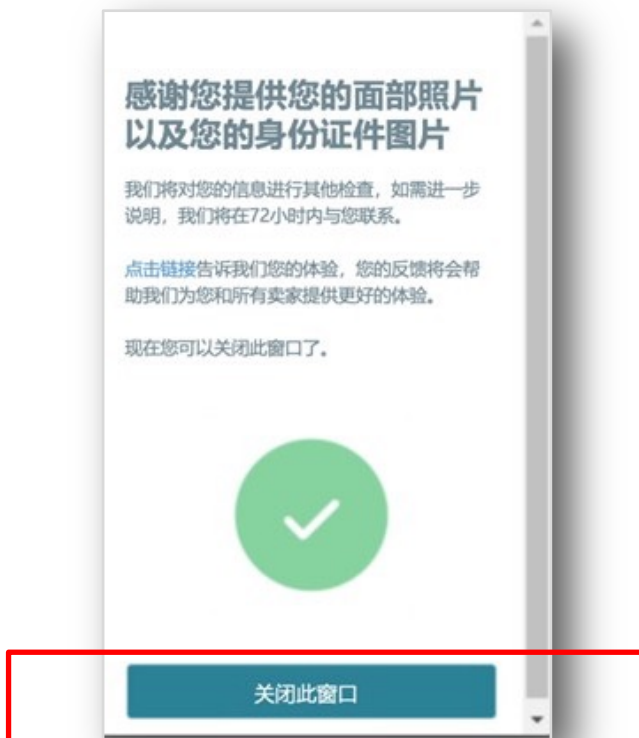 感谢您提供您的面部照片
以及您的身份证件图片
我们将对您的信息进行其他检查，如需进一步
说明，我们将在72小时内与您联系。
点击链接告诉我们您的体验，您的反馈将会帮
助我们为您和所有卖家提供更好的体验。
现在您可以关闭此窗口了。
关闭此窗口